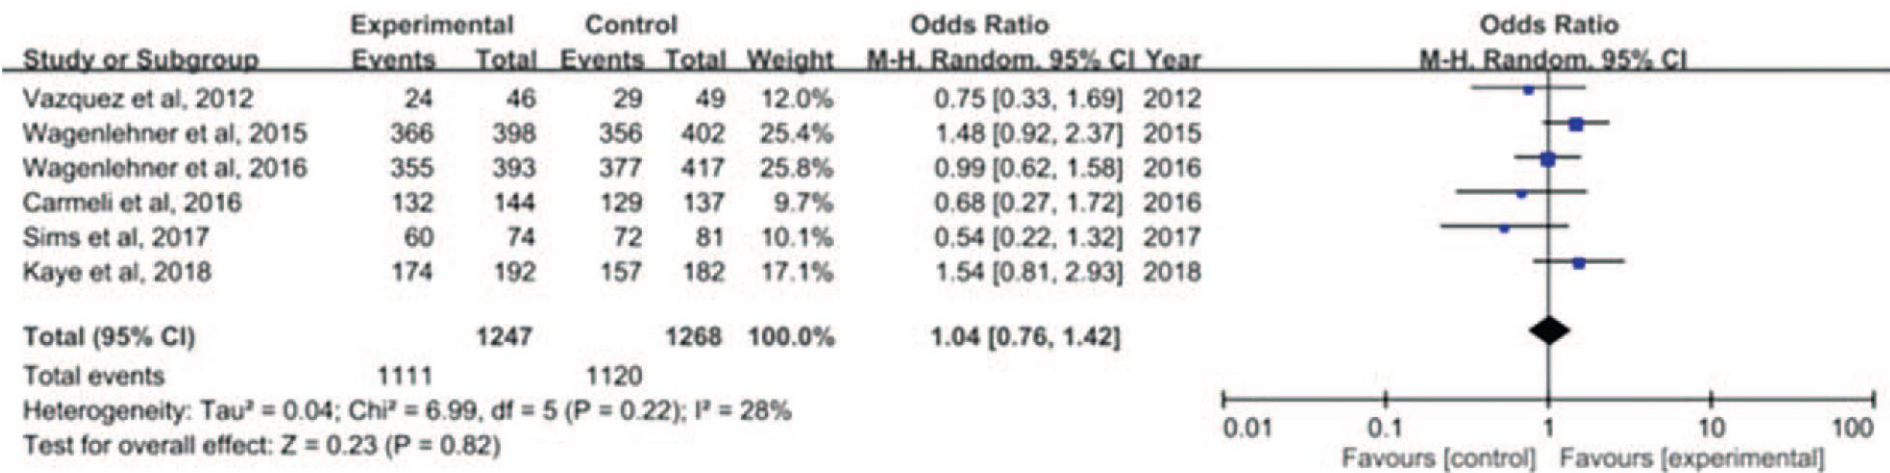 Experimental Control Odds Ratio Odds Ratio
Study or Subgroup Events Total Events Total Weight M-H, Random, 95% CI Year M-H, Random, 95% CI
Vazquez et al, 2012 24 46 29 49 12.0% 0.75 [0.33, 1.69] 2012
Wagenlehner et al, 2015 366 398 356 402 25.4% 1.48 [0.92, 2.37] 2015
Wagenlehner et al, 2016 355 393 377 417 25.8% 0.99 [0.62, 1.58] 2016
Carmeli et al, 2016 132 144 129 137 9.7% 0.68 [0.27, 1.72] 2016
Sims et al, 2017 60 74 72 81 10.1% 0.54 [0.22, 1.32] 2017
Kaye et al, 2018 174 192 157 182 17.1% 1.54 [0.81, 2.93] 2018
Total (95% CI) 1247 1268 100.0% 1.04 [0.76, 1.42]
Total events 1111 1120
Heterogeneity: Tau² = 0.04; Chi² = 6.99, df = 5 (P = 0.22); I² = 28%
Test for overall effect: Z = 0.23 (P = 0.82)
0.01 0.1 1 10 100
Favours [control] Favours [experimental]